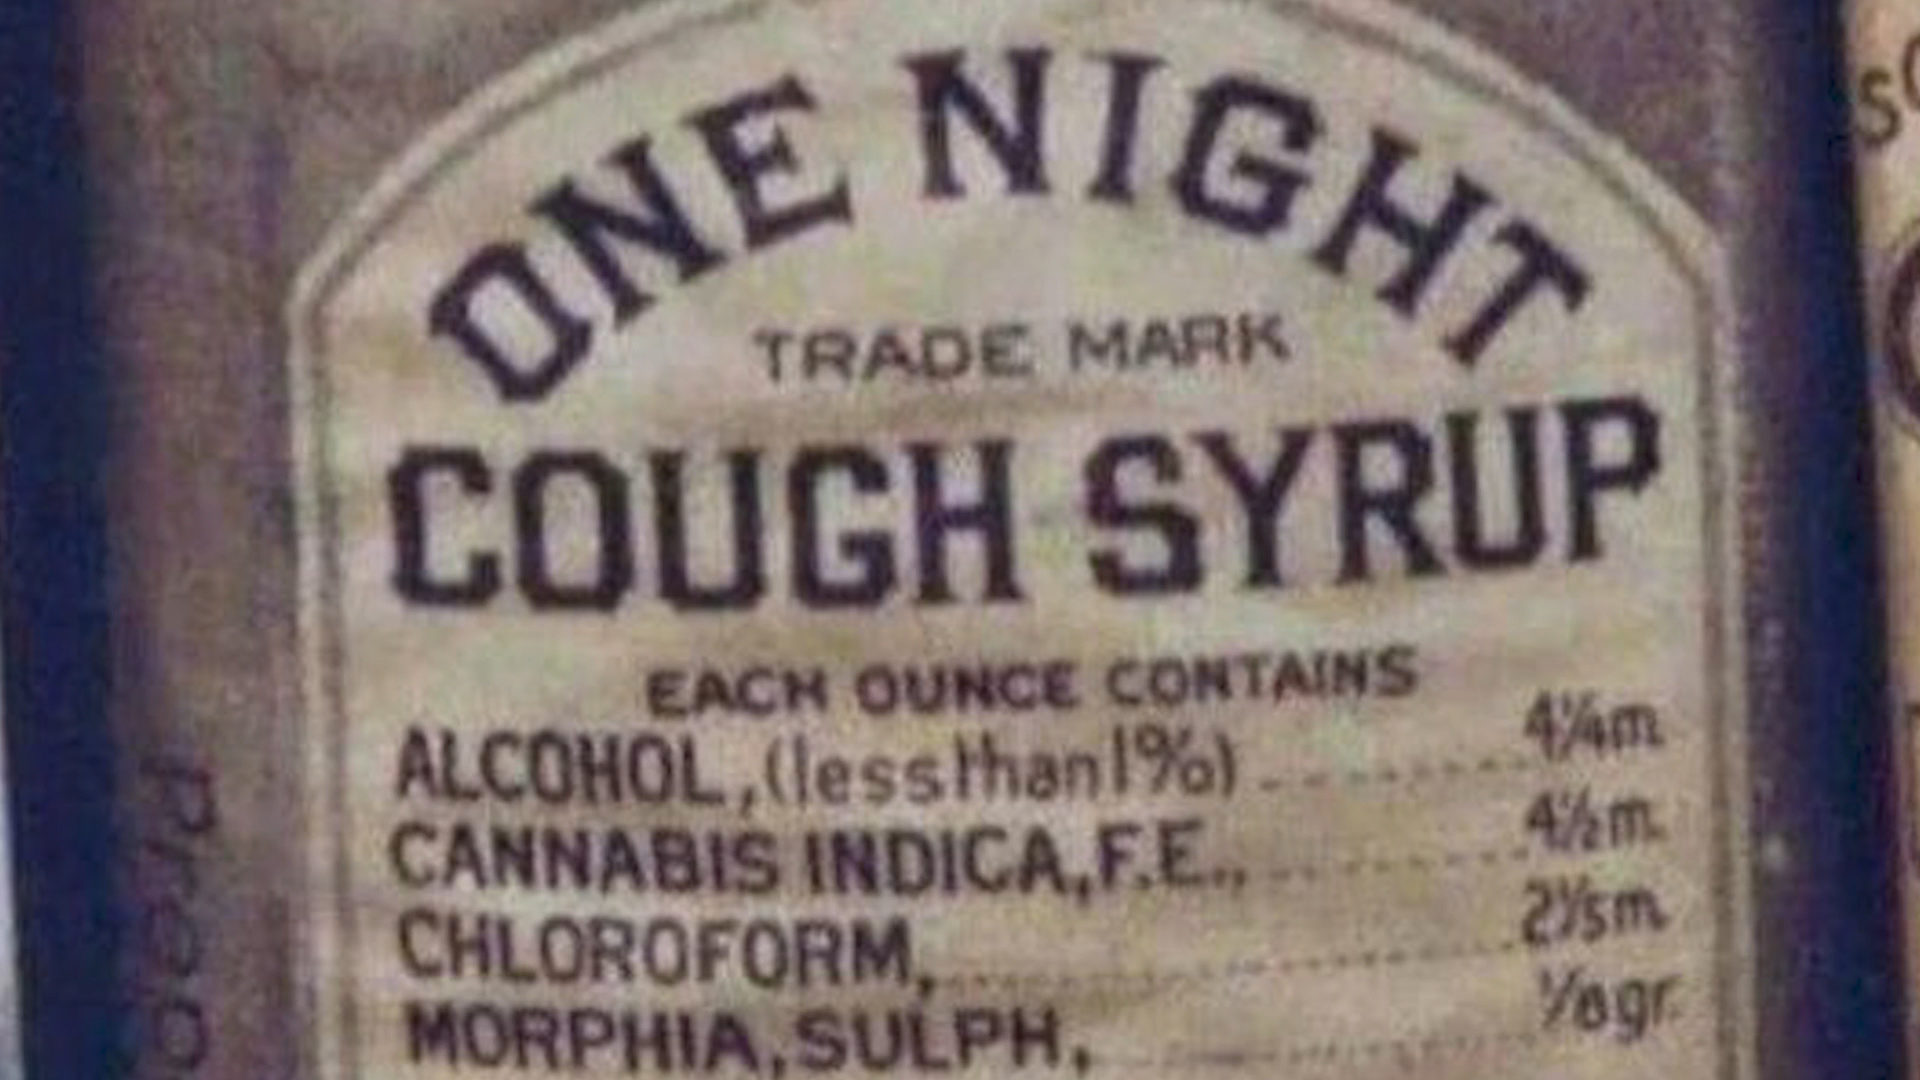 ONE NIGHT
TRADE MARK
COUGH SYRUP
EACH OUNCE CONTAINS
ALCOHOL, (less than 1%) 4¼m.
CANNABIS INDICA, F.E., 4½m.
CHLOROFORM, 2⅕m.
MORPHIA, SULPH, ⅛gr.